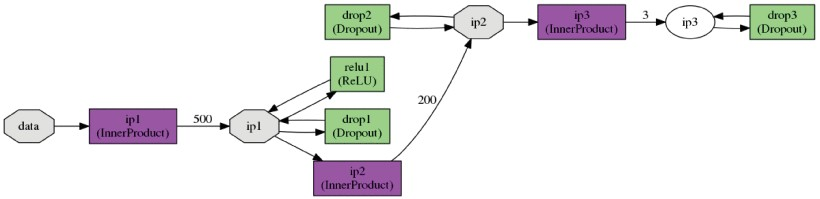 data
ip1
(InnerProduct)
500
ip1
relu1
(ReLU)
drop1
(Dropout)
ip2
(InnerProduct)
200
drop2
(Dropout)
ip2
ip3
(InnerProduct)
3
ip3
drop3
(Dropout)